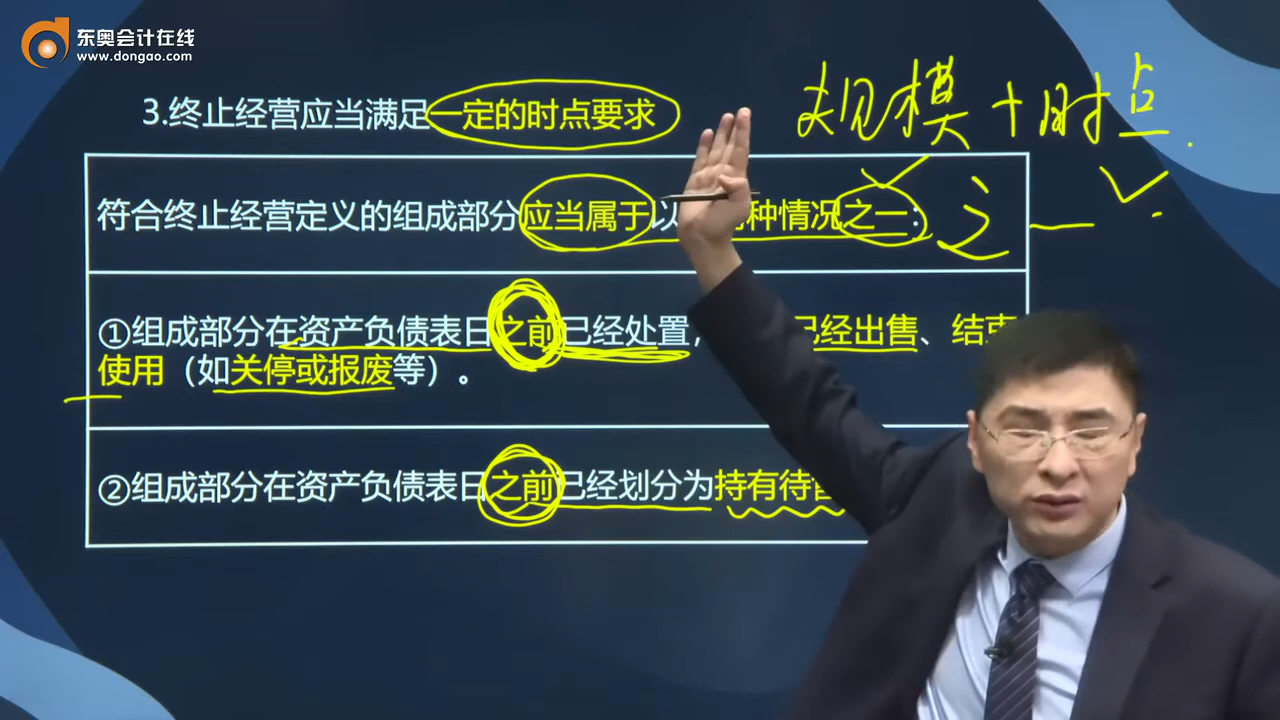 东奥会计在线
www.dongao.com
规模+时点
3.终止经营应当满足一定的时点要求
符合终止经营定义的组成部分应当属于以种情况之一:
之一
①组成部分在资产负债表日之前已经处置,已经出售、结束
使用(如关停或报废等)。
②组成部分在资产负债表日之前已经划分为持有待售